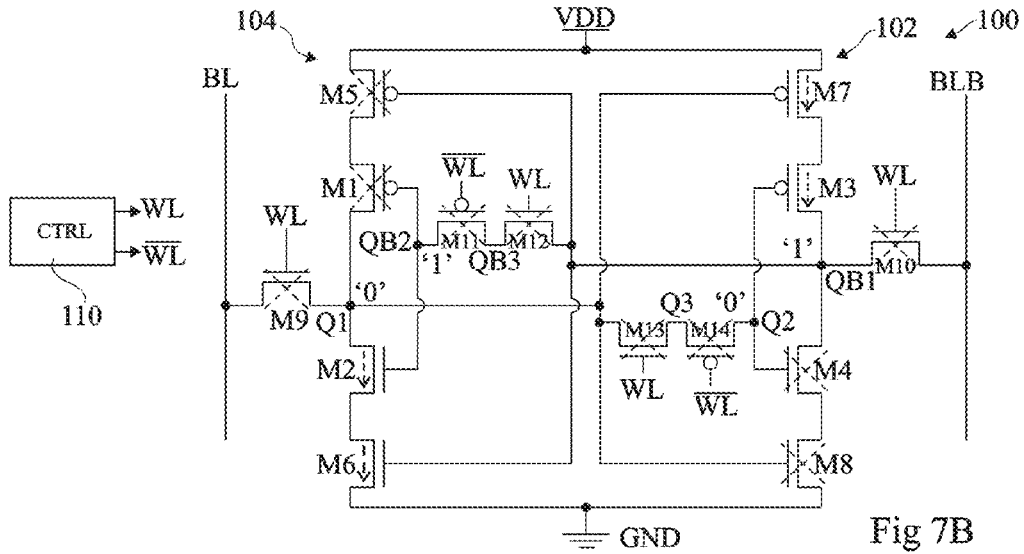 104
VDD
102
100
BL
M5
M7
BLB
M1
WL
WL
M3
WL
CTRL
WL
WL
QB2
M11
M12
'1'
QB3
'1'
M10
QB1
110
WL
M9
'0'
Q1
Q3
'0'
M13
M14
Q2
M2
WL
WL
M4
M6
M8
GND
Fig 7B